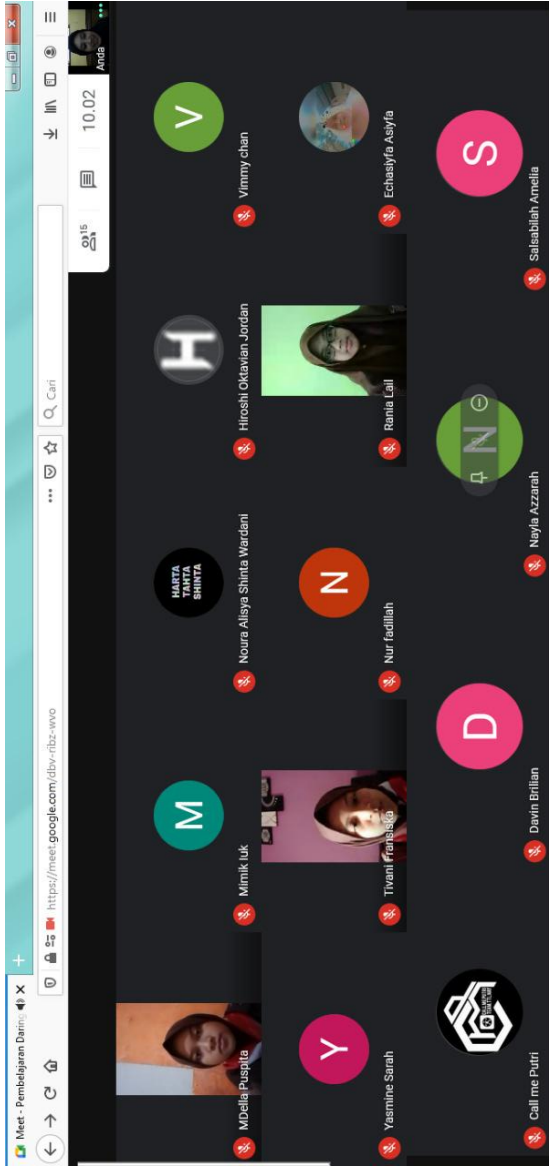 Meet - Pembelajaran Daring
https://meet.google.com/dbv-ribz-wvo
Cari
15
10.02
Anda
MDella Puspita
M
Mimik luk
HARTA
TAHTA
SHINTA
Noura Alisya Shinta Wardani
H
Hiroshi Oktavian Jordan
V
Vimmy chan
Y
Yasmine Sarah
Tivani Fransiska
N
Nur fadillah
Rania Lail
Echasiyfa Asiyfa
Call me Putri
D
Davin Brilian
N
Nayla Azzarah
S
Salsabilah Amelia